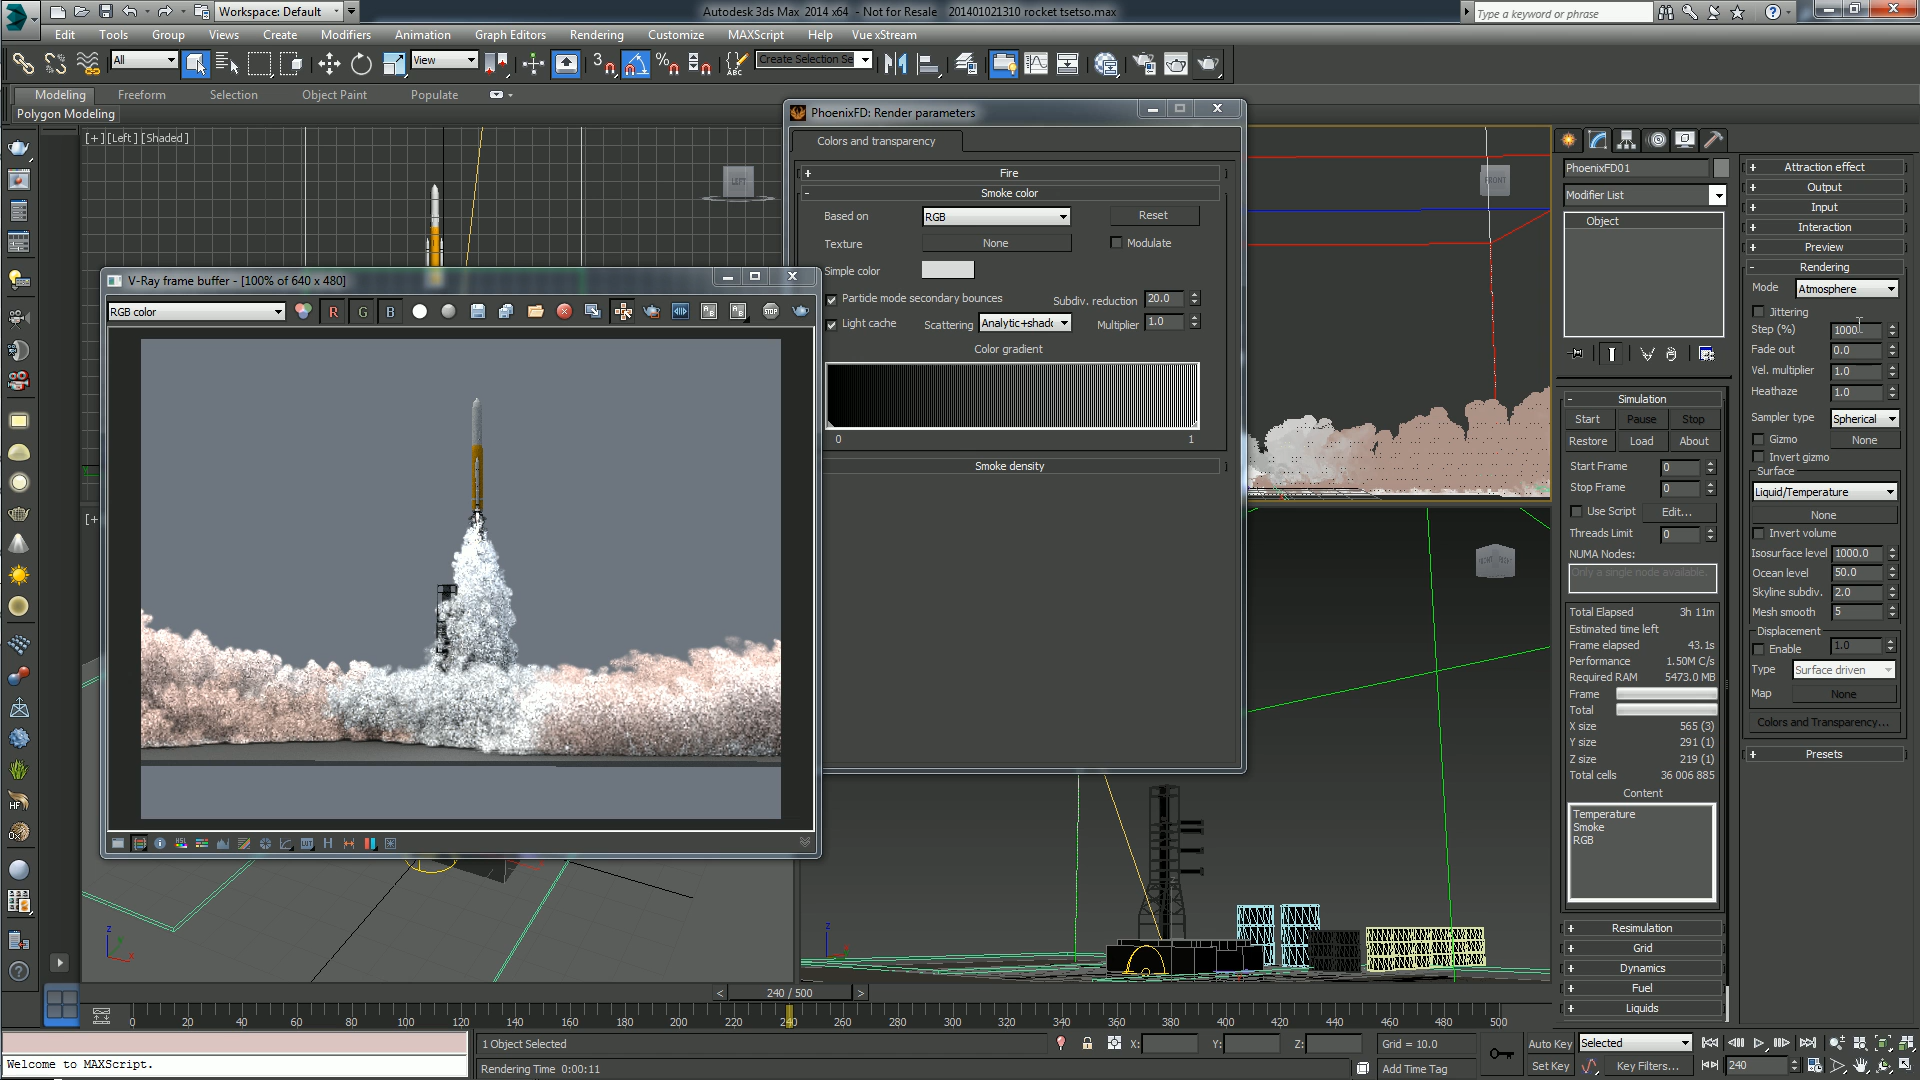 Workspace: Default
Autodesk 3ds Max 2014 x64 - Not for Resale 201401021310 rocket tsetso.max
Type a keyword or phrase
Edit Tools Group Views Create Modifiers Animation Graph Editors Rendering Customize MAXScript Help Vue xStream
All
View
3
Create Selection Se
Modeling Freeform Selection Object Paint Populate
Polygon Modeling
[+] [Left] [Shaded]
LEFT
FRONT
PhoenixFD: Render parameters
Colors and transparency
Fire
Smoke color
Based on RGB Reset
Texture None Modulate
Simple color
Particle mode secondary bounces Subdiv. reduction 20.0
Light cache Scattering Analytic+shado Multiplier 1.0
Color gradient
0 1
Smoke density
V-Ray frame buffer - [100% of 640 x 480]
RGB color
R G B
STOP
PhoenixFD01
Modifier List
Object
Simulation
Start Pause Stop
Restore Load About
Start Frame 0
Stop Frame 0
Use Script Edit...
Threads Limit 0
NUMA Nodes:
Only a single node available.
Total Elapsed 3h 11m
Estimated time left
Frame elapsed 43.1s
Performance 1.50M C/s
Required RAM 5473.0 MB
Frame
Total
X size 565 (3)
Y size 291 (1)
Z size 219 (1)
Total cells 36 006 885
Content
Temperature
Smoke
RGB
Resimulation
Grid
Dynamics
Fuel
Liquids
Attraction effect
Output
Input
Interaction
Preview
Rendering
Mode Atmosphere
Jittering
Step (%) 1000
Fade out 0.0
Vel. multiplier 1.0
Heathaze 1.0
Sampler type Spherical
Gizmo None
Invert gizmo
Surface
Liquid/Temperature
None
Invert volume
Isosurface level 1000.0
Ocean level 50.0
Skyline subdiv. 2.0
Mesh smooth 5
Displacement
Enable 1.0
Type Surface driven
Map None
Colors and Transparency...
Presets
z x
240 / 500
0 20 40 60 80 100 120 140 160 180 200 220 240 260 280 300 320 340 360 380 400 420 440 460 480 500
Welcome to MAXScript.
1 Object Selected
X: Y: Z: Grid = 10.0
Rendering Time 0:00:11
Add Time Tag
Auto Key Selected
Set Key Key Filters...
240